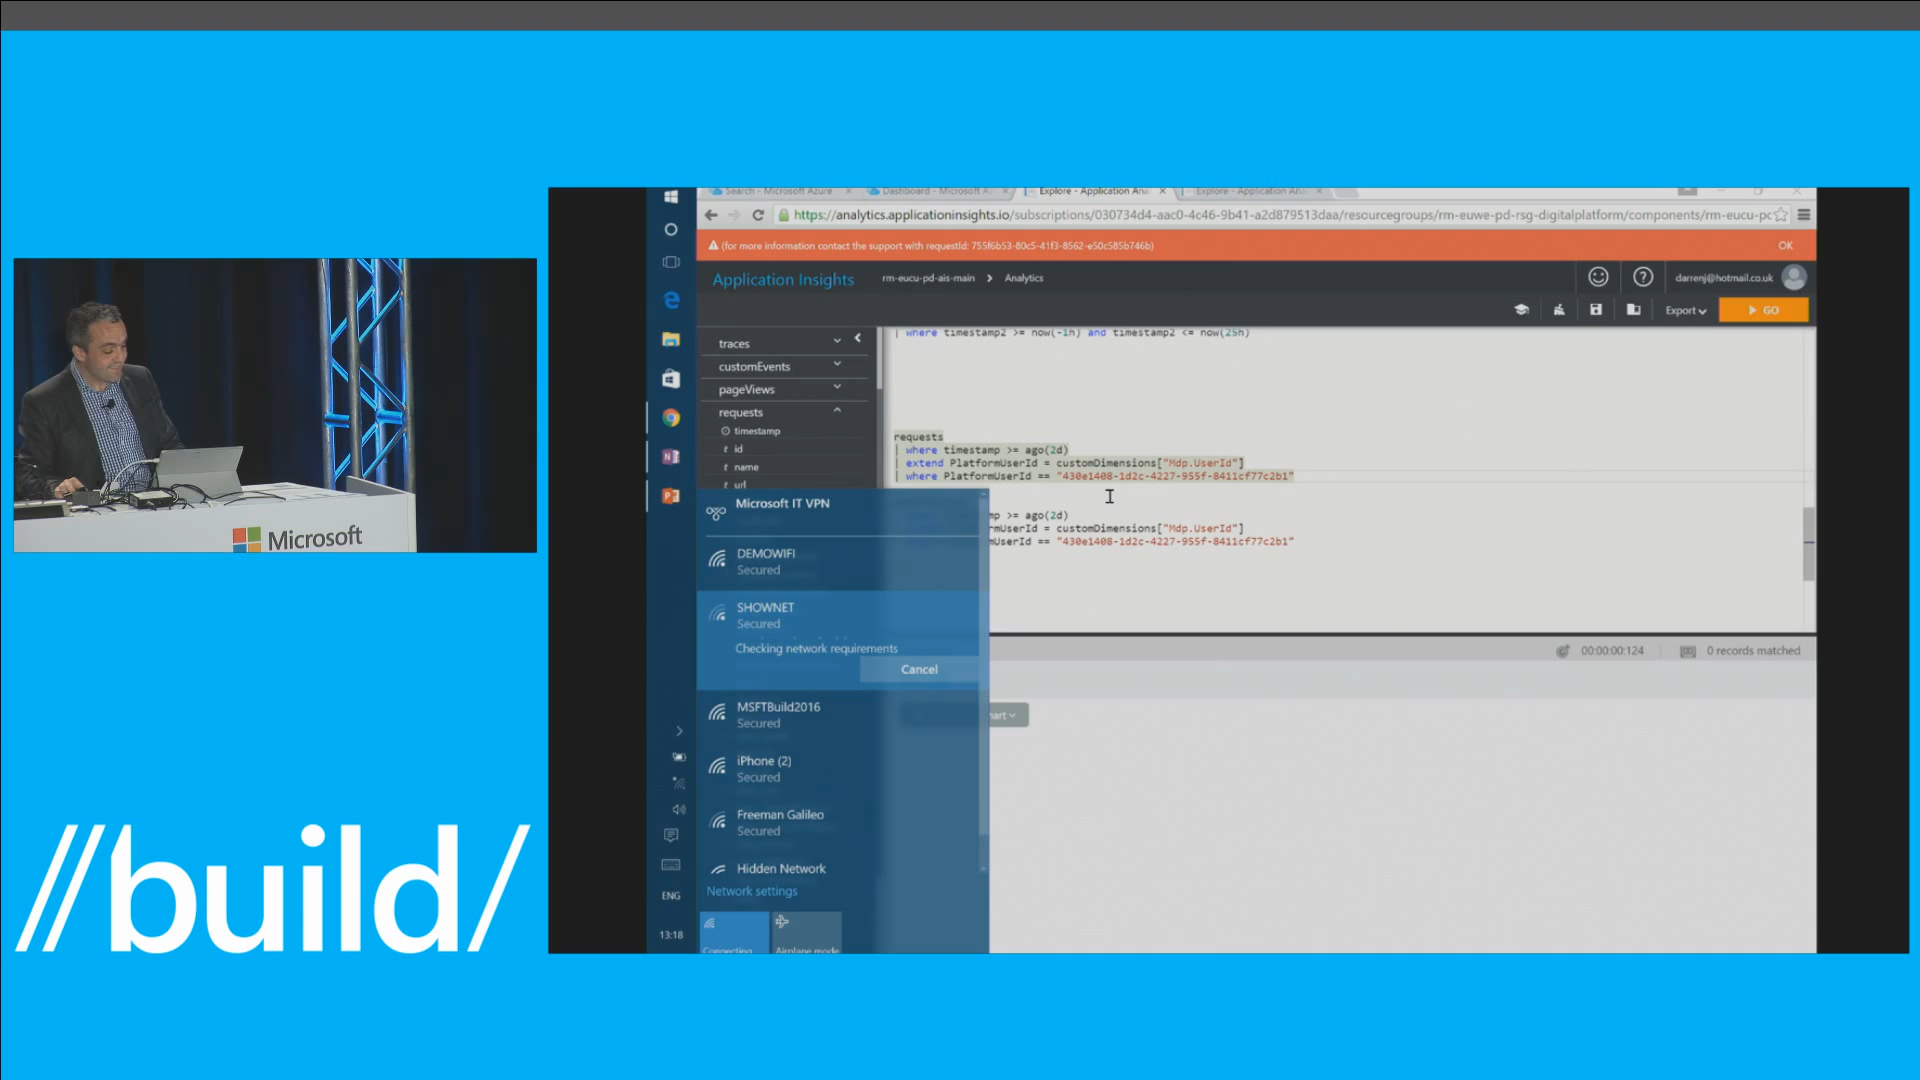 Search - Microsoft Azure
Dashboard - Microsoft A
Explore - Application Ana
Explore - Application An
https://analytics.applicationinsights.io/subscriptions/030734d4-aac0-4c46-9b41-a2d879513daa/resourcegroups/rm-euwe-pd-rsg-digitalplatform/components/rm-eucu-pd
(for more information contact the support with requestId: 755f6b53-80c5-41f3-8562-e50c585b746b)
OK
Application Insights
rm-eucu-pd-ais-main > Analytics
darrenj@hotmail.co.uk
Export
GO
traces
customEvents
pageViews
requests
timestamp
t id
t name
t url
| where timestamp2 >= now(-1h) and timestamp2 <= now(25h)
requests
| where timestamp >= ago(2d)
| extend PlatformUserId = customDimensions["Mdp.UserId"]
| where PlatformUserId == "430e1408-1d2c-4227-955f-8411cf77c2b1"
mp >= ago(2d)
rmUserId = customDimensions["Mdp.UserId"]
rmUserId == "430e1408-1d2c-4227-955f-8411cf77c2b1"
Microsoft IT VPN
DEMOWIFI
Secured
SHOWNET
Secured
Checking network requirements
Cancel
MSFTBuild2016
Secured
iPhone (2)
Secured
Freeman Galileo
Secured
Hidden Network
Network settings
Connecting
Airplane mode
00:00:00:124
0 records matched
hart
ENG
13:18
Microsoft
//build/